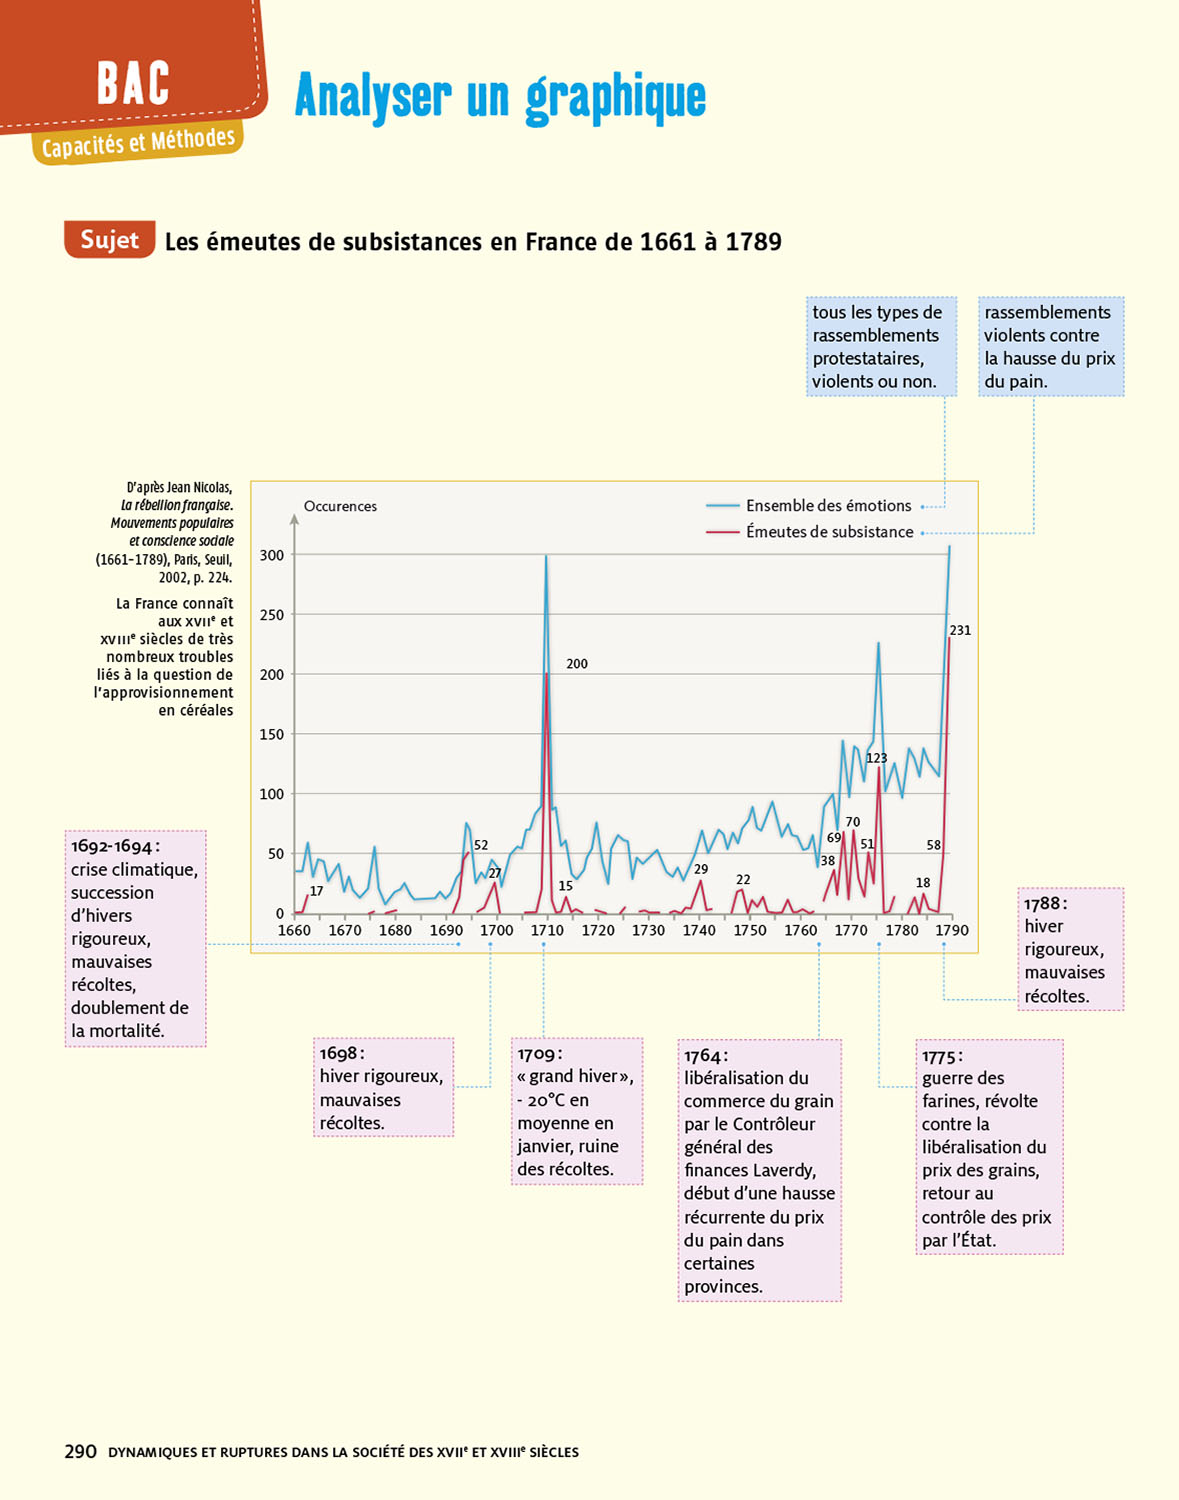 BAC
Capacités et Méthodes
Analyser un graphique
Sujet Les émeutes de subsistances en France de 1661 à 1789
tous les types de
rassemblements
protestataires,
violents ou non.
rassemblements
violents contre
la hausse du prix
du pain.
D'après Jean Nicolas,
La rébellion française.
Mouvements populaires
et conscience sociale
(1661-1789), Paris, Seuil,
2002, p. 224.
La France connaît
aux XVIIe et
XVIIIe siècles de très
nombreux troubles
liés à la question de
l'approvisionnement
en céréales
Occurences
Ensemble des émotions
Émeutes de subsistance
300
250
200
150
100
50
0
17
52
27
200
15
29
22
38
69
70
51
123
18
58
231
1660 1670 1680 1690 1700 1710 1720 1730 1740 1750 1760 1770 1780 1790
1692-1694 :
crise climatique,
succession
d'hivers
rigoureux,
mauvaises
récoltes,
doublement de
la mortalité.
1698 :
hiver rigoureux,
mauvaises
récoltes.
1709 :
« grand hiver »,
- 20°C en
moyenne en
janvier, ruine
des récoltes.
1764 :
libéralisation du
commerce du grain
par le Contrôleur
général des
finances Laverdy,
début d'une hausse
récurrente du prix
du pain dans
certaines
provinces.
1775 :
guerre des
farines, révolte
contre la
libéralisation du
prix des grains,
retour au
contrôle des prix
par l'État.
1788 :
hiver
rigoureux,
mauvaises
récoltes.
290 DYNAMIQUES ET RUPTURES DANS LA SOCIÉTÉ DES XVIIe ET XVIIIe SIÈCLES